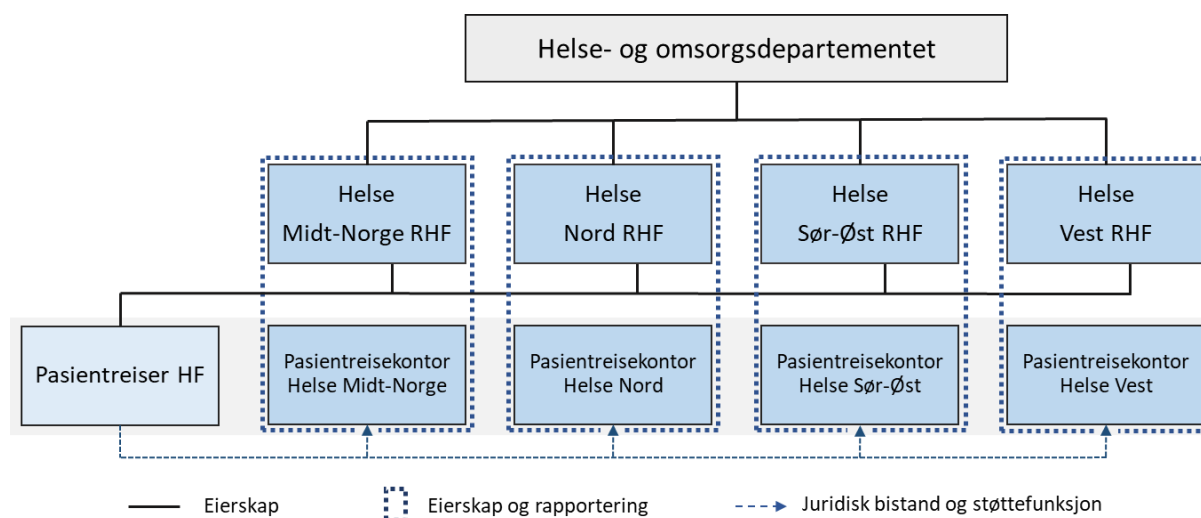 Helse- og omsorgsdepartementet
Helse
Midt-Norge RHF
Helse
Nord RHF
Helse
Sør-Øst RHF
Helse
Vest RHF
Pasientreiser HF
Pasientreisekontor
Helse Midt-Norge
Pasientreisekontor
Helse Nord
Pasientreisekontor
Helse Sør-Øst
Pasientreisekontor
Helse Vest
Eierskap
Eierskap og rapportering
Juridisk bistand og støttefunksjon